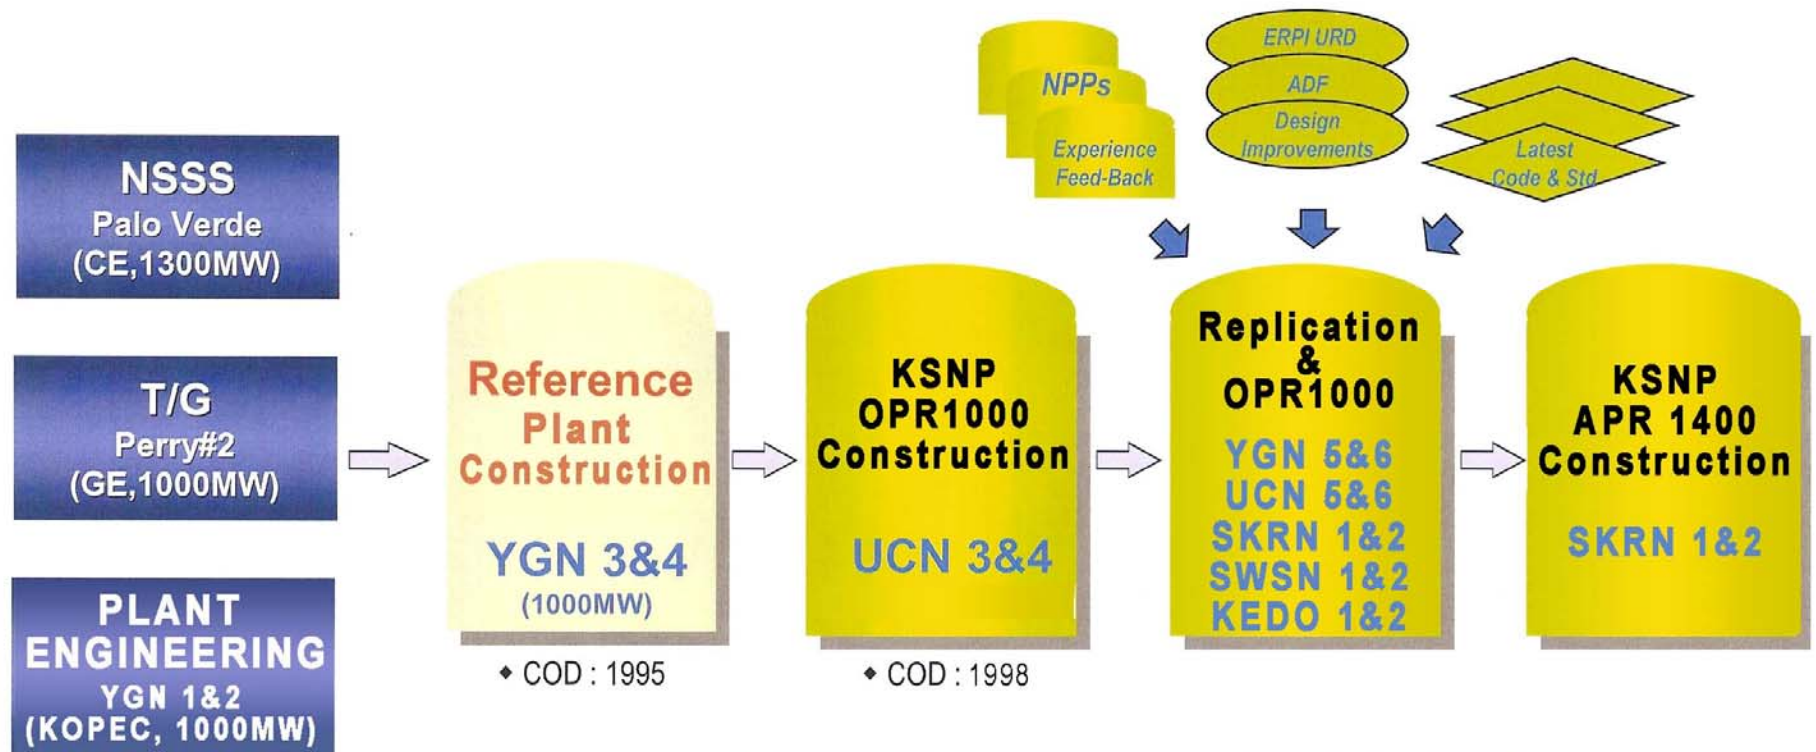 NSSS
Palo Verde
(CE,1300MW)
T/G
Perry#2
(GE,1000MW)
PLANT
ENGINEERING
YGN 1&2
(KOPEC, 1000MW)
Reference
Plant
Construction
YGN 3&4
(1000MW)
◆ COD : 1995
KSNP
OPR1000
Construction
UCN 3&4
◆ COD : 1998
NPPs
Experience
Feed-Back
ERPI URD
ADF
Design
Improvements
Latest
Code & Std
Replication
&
OPR1000
YGN 5&6
UCN 5&6
SKRN 1&2
SWSN 1&2
KEDO 1&2
KSNP
APR 1400
Construction
SKRN 1&2